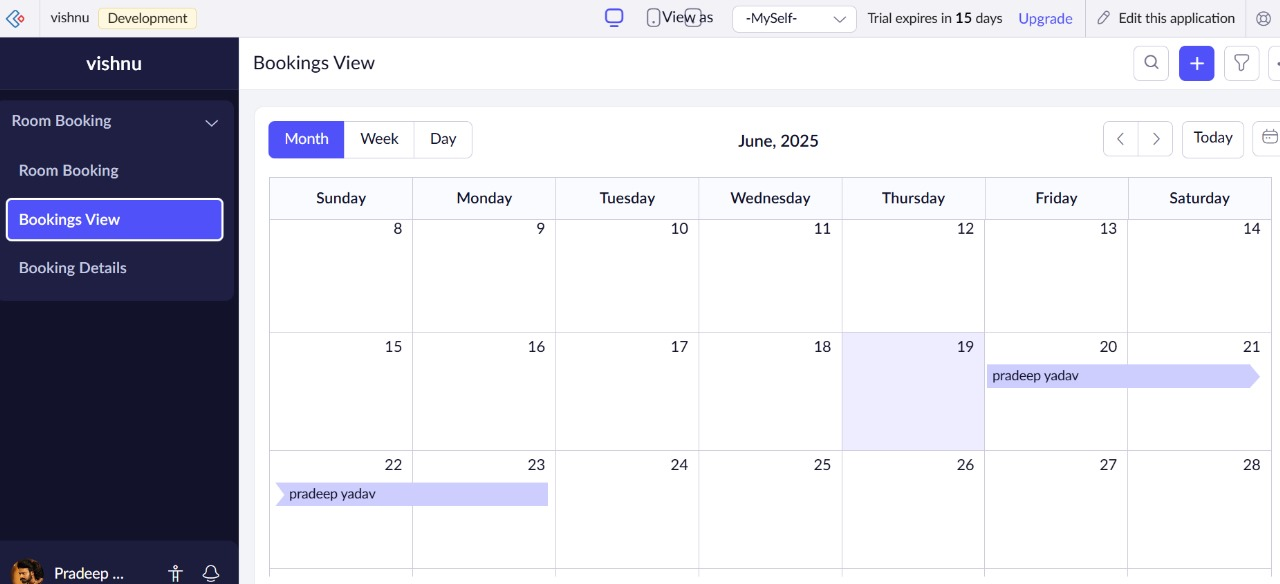 vishnu Development View as -MySelf- Trial expires in 15 days Upgrade Edit this application
vishnu
Room Booking
Room Booking
Bookings View
Booking Details
Pradeep ...
Bookings View
Month Week Day June, 2025 Today
Sunday Monday Tuesday Wednesday Thursday Friday Saturday
8 9 10 11 12 13 14
15 16 17 18 19 20 21
pradeep yadav
22 23 24 25 26 27 28
pradeep yadav